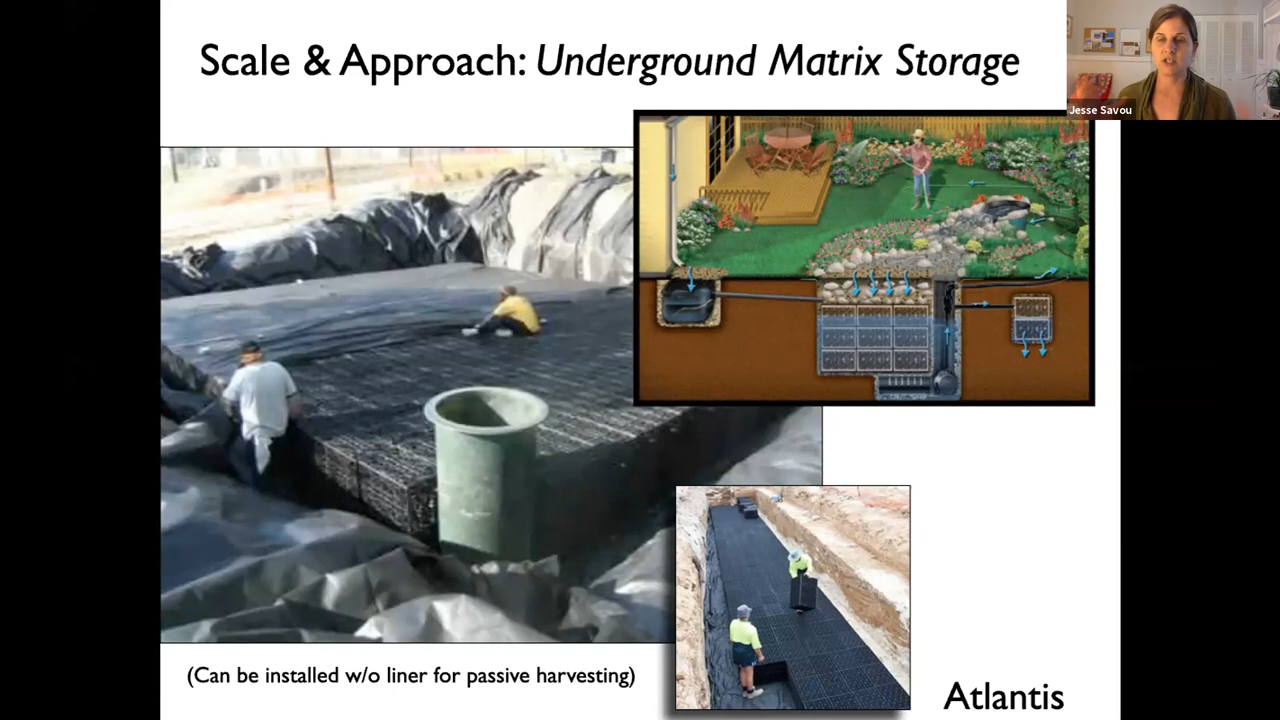 Scale & Approach: Underground Matrix Storage
Jesse Savou
(Can be installed w/o liner for passive harvesting)
Atlantis